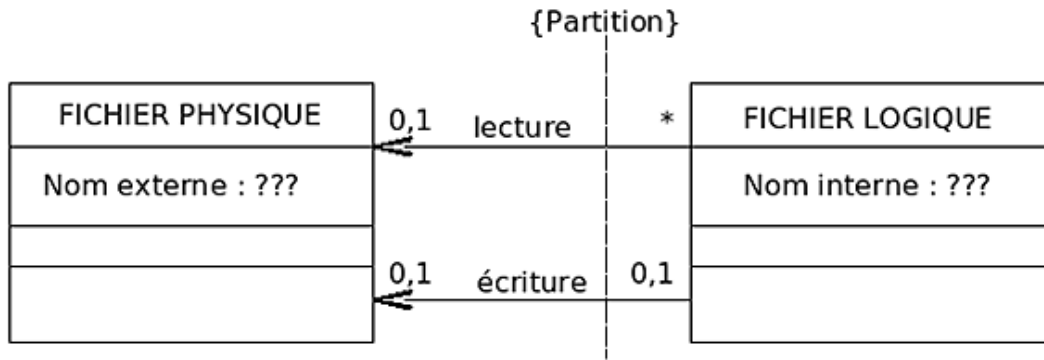 {Partition}
FICHIER PHYSIQUE
0,1 lecture *
FICHIER LOGIQUE
Nom externe : ???
Nom interne : ???
0,1 écriture 0,1